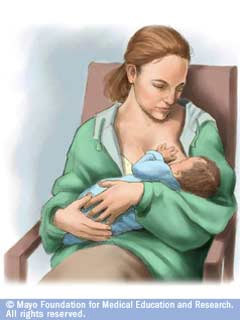 © Mayo Foundation for Medical Education and Research.
All rights reserved.